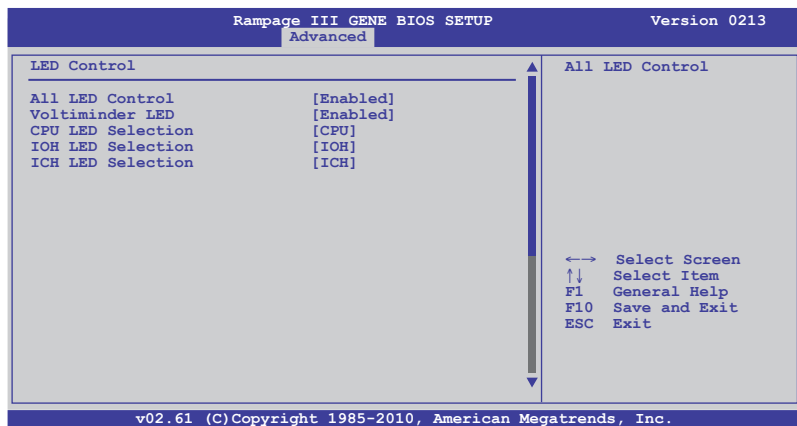 Rampage III GENE BIOS SETUP Version 0213
Advanced
LED Control
All LED Control [Enabled]
Voltiminder LED [Enabled]
CPU LED Selection [CPU]
IOH LED Selection [IOH]
ICH LED Selection [ICH]
All LED Control
←→ Select Screen
↑↓ Select Item
F1 General Help
F10 Save and Exit
ESC Exit
v02.61 (C)Copyright 1985-2010, American Megatrends, Inc.